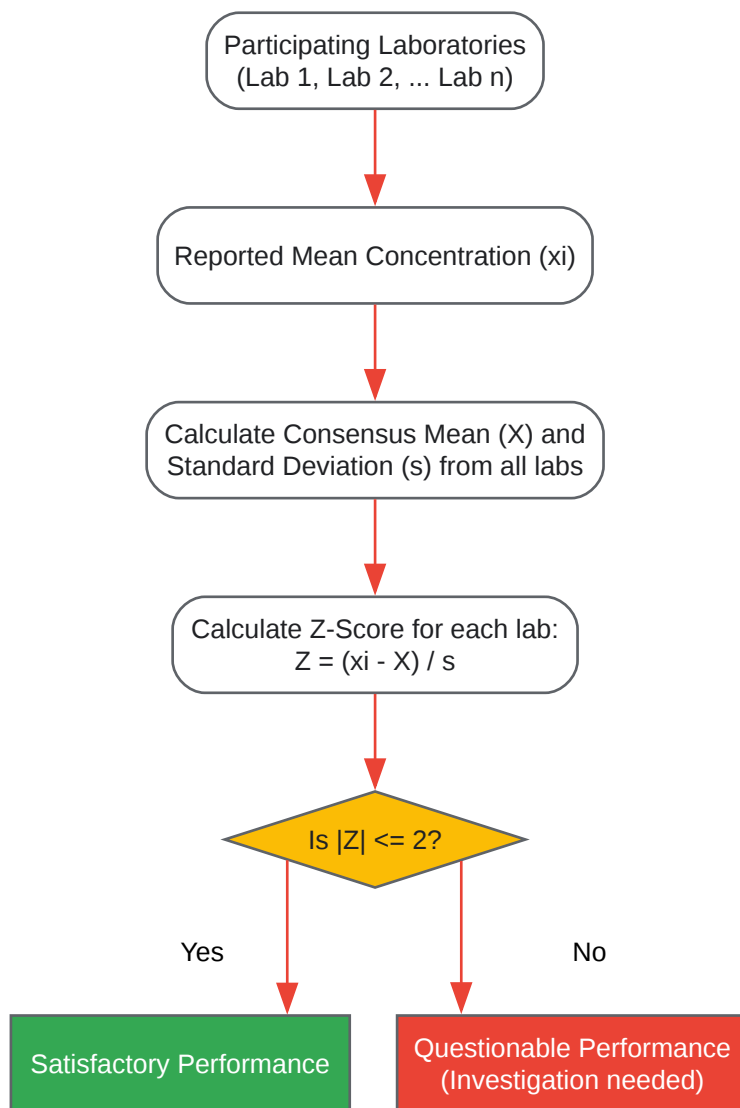 Participating Laboratories
(Lab 1, Lab 2, ... Lab n)
Reported Mean Concentration (xi)
Calculate Consensus Mean (X) and
Standard Deviation (s) from all labs
Calculate Z-Score for each lab:
Z = (xi - X) / s
Is |Z| <= 2?
Yes
No
Satisfactory Performance
Questionable Performance
(Investigation needed)